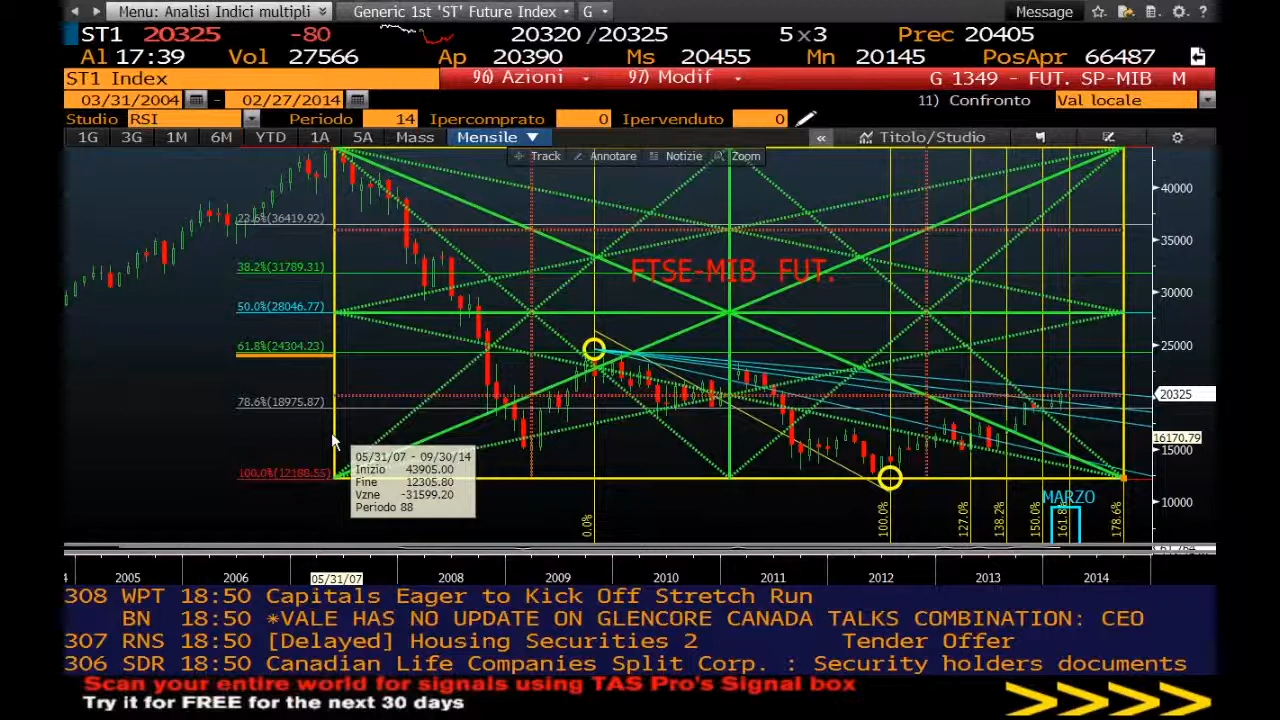 Menu: Analisi Indici multipli Generic 1st 'ST' Future Index G Message ?
ST1 20325 -80 20320 /20325 5x3 Prec 20405
Al 17:39 Vol 27566 Ap 20390 Ms 20455 Mn 20145 PosApr 66487
ST1 Index 96) Azioni 97) Modif G 1349 - FUT. SP-MIB M
03/31/2004 - 02/27/2014 11) Confronto Val locale
Studio RSI Periodo 14 Ipercomprato 0 Ipervenduto 0
1G 3G 1M 6M YTD 1A 5A Mass Mensile ▼ « Titolo/Studio
Track Annotare Notizie Zoom
40000
23.6%(36419.92)
35000
38.2%(31789.31)
FTSE-MIB FUT.
30000
50.0%(28046.77)
61.8%(24304.23)
25000
20325
78.6%(18975.87)
16170.79
15000
100.0%(12188.55)
05/31/07 - 09/30/14
Inizio 43905.00
Fine 12305.80
Vzne -31599.20
Periodo 88
MARZO
10000
0.0% 100.0% 127.0% 138.2% 150.0% 161.8% 178.6%
2005 2006 05/31/07 2008 2009 2010 2011 2012 2013 2014
308 WPT 18:50 Capitals Eager to Kick Off Stretch Run
BN 18:50 *VALE HAS NO UPDATE ON GLENCORE CANADA TALKS COMBINATION: CEO
307 RNS 18:50 [Delayed] Housing Securities 2 Tender Offer
306 SDR 18:50 Canadian Life Companies Split Corp. : Security holders documents
Scan your entire world for signals using TAS Pro's Signal box
Try it for FREE for the next 30 days